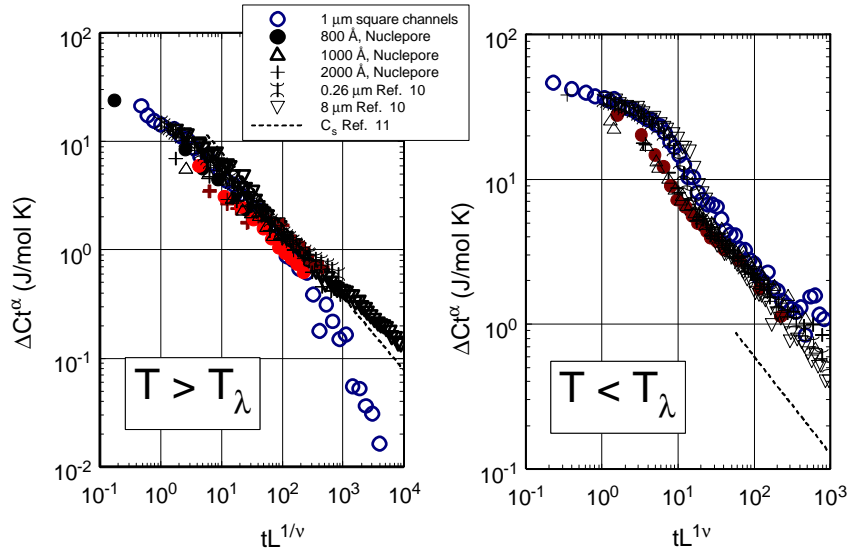 1 μm square channels
800 Å, Nuclepore
1000 Å, Nuclepore
2000 Å, Nuclepore
0.26 μm Ref. 10
8 μm Ref. 10
C_s Ref. 11
10^2
10^1
10^0
10^-1
10^-2
ΔCt^α (J/mol K)
T > T_λ
10^-1 10^0 10^1 10^2 10^3 10^4
tL^1/ν
10^2
10^1
10^0
10^-1
ΔCt^α (J/mol K)
T < T_λ
10^-1 10^0 10^1 10^2 10^3
tL^1ν